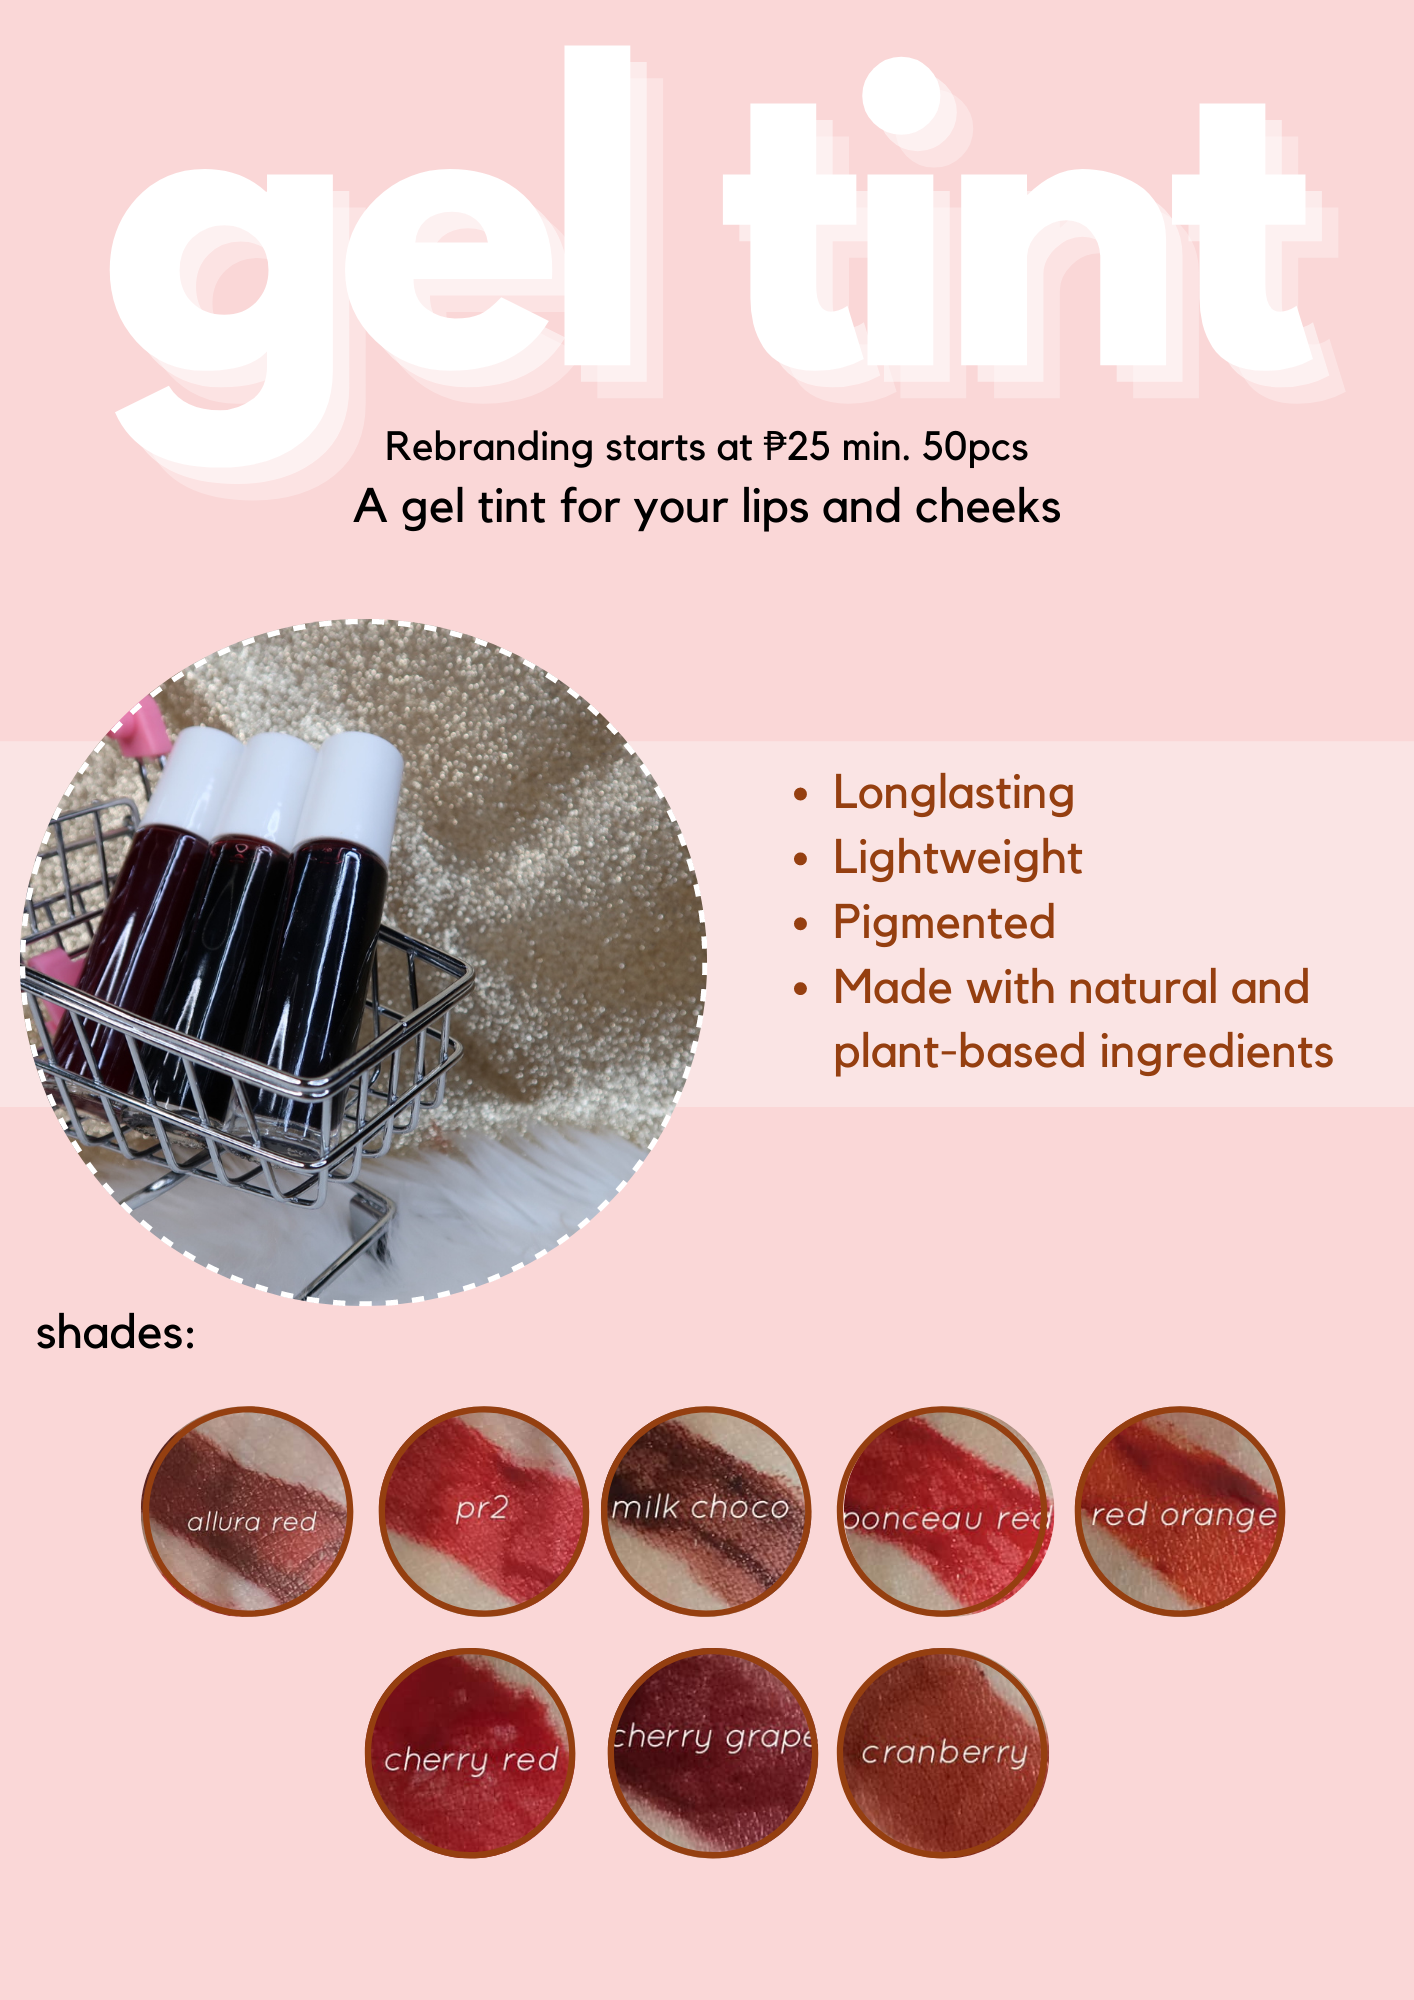 gel tint
Rebranding starts at ₱25 min. 50pcs
A gel tint for your lips and cheeks
• Longlasting
• Lightweight
• Pigmented
• Made with natural and
plant-based ingredients
shades:
allura red
pr2
milk choco
ponceau red
red orange
cherry red
cherry grape
cranberry